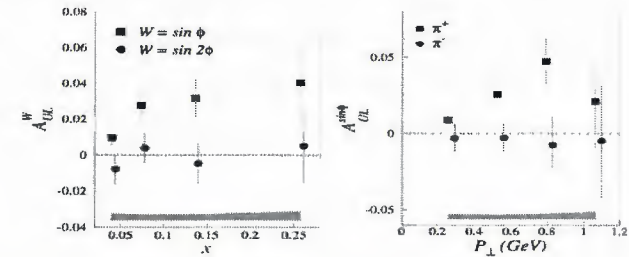 0.08
0.06
0.04
0.02
0
-0.02
-0.04
A^W_UL
W = sin ϕ
W = sin 2ϕ
0.05 0.1 0.15 0.2 0.25
x
0.05
0
-0.05
A^sinϕ_UL
π+
π-
0 0.2 0.4 0.6 0.8 1 1.2
P⊥ (GeV)